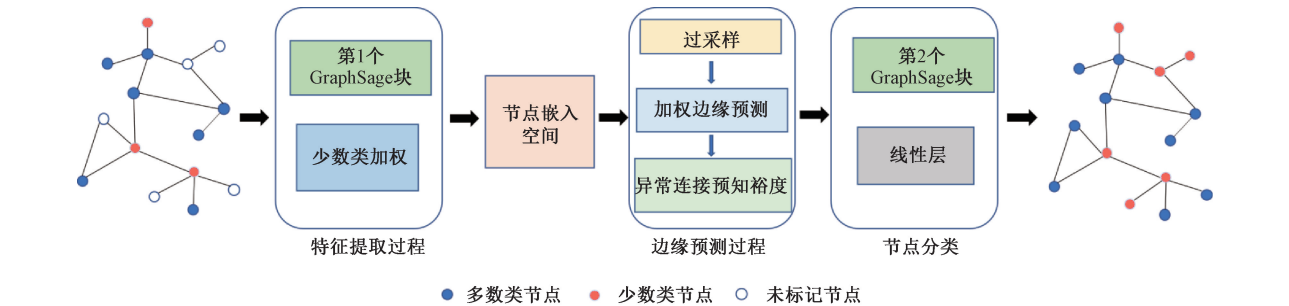 第1个
GraphSage块
少数类加权
特征提取过程
节点嵌入
空间
过采样
加权边缘预测
异常连接预知裕度
边缘预测过程
第2个
GraphSage块
线性层
节点分类
多数类节点 少数类节点 未标记节点